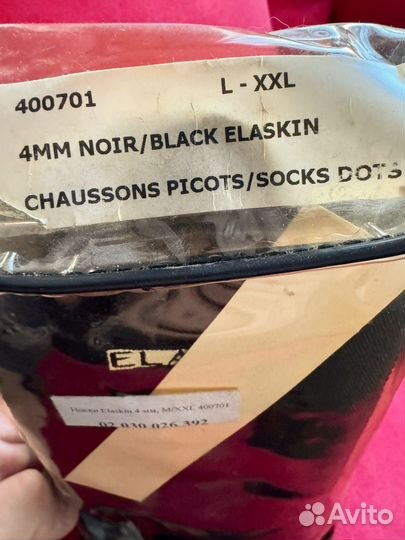 400701 L - XXL
4MM NOIR/BLACK ELASKIN
CHAUSSONS PICOTS/SOCKS DOTS
ELA
Носки Elaskin 4 мм, M/XXL 400701
02 030 026 392
Avito